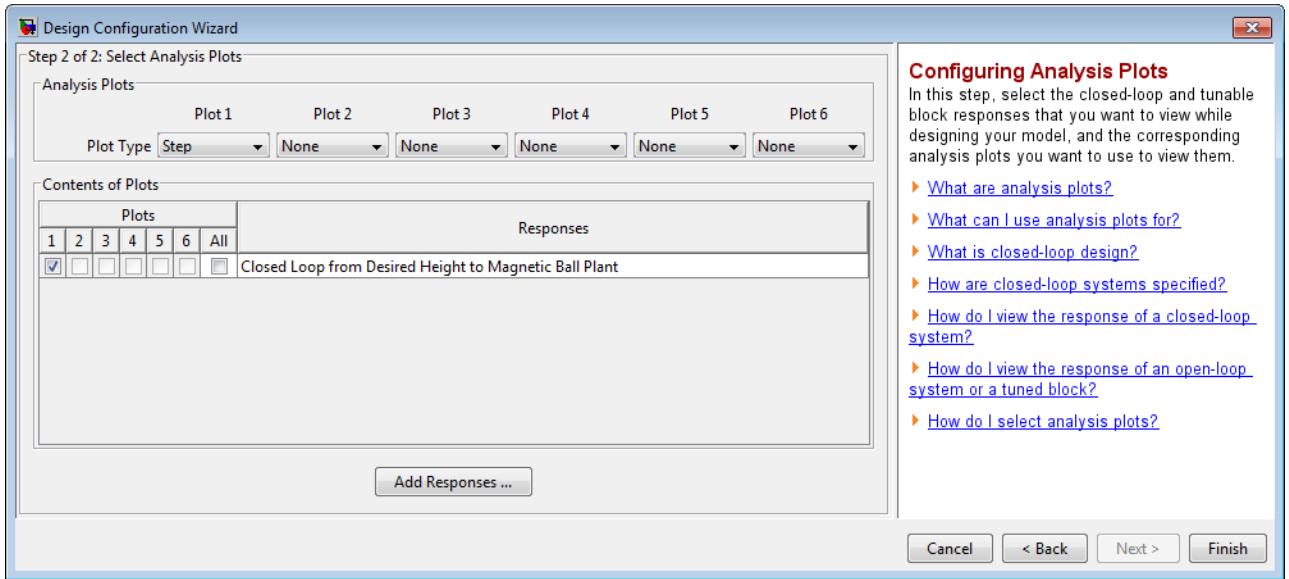 Design Configuration Wizard
Step 2 of 2: Select Analysis Plots
Analysis Plots
Plot 1 Plot 2 Plot 3 Plot 4 Plot 5 Plot 6
Plot Type Step None None None None None
Contents of Plots
Plots
Responses
1 2 3 4 5 6 All
Closed Loop from Desired Height to Magnetic Ball Plant
Add Responses ...
Configuring Analysis Plots
In this step, select the closed-loop and tunable
block responses that you want to view while
designing your model, and the corresponding
analysis plots you want to use to view them.
What are analysis plots?
What can I use analysis plots for?
What is closed-loop design?
How are closed-loop systems specified?
How do I view the response of a closed-loop
system?
How do I view the response of an open-loop
system or a tuned block?
How do I select analysis plots?
Cancel < Back Next > Finish